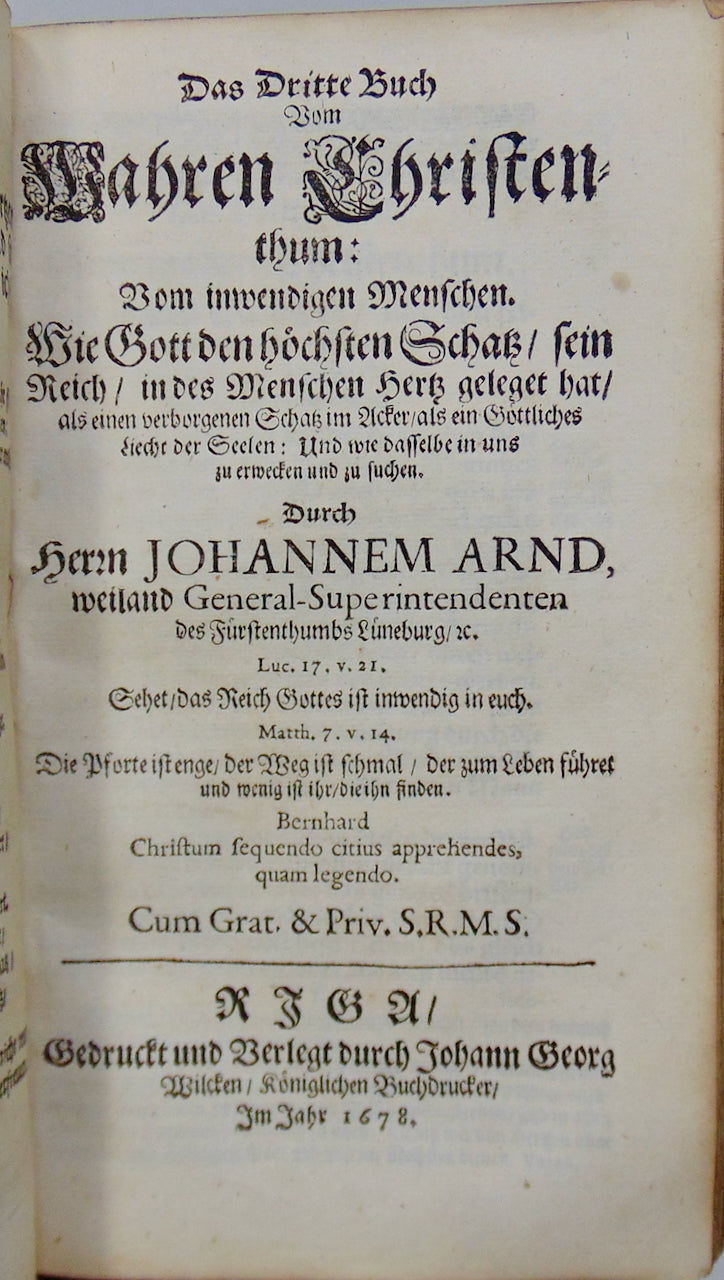 Das Dritte Buch
Vom
Wahren Christen-
thum:
Vom inwendigen Menschen.
Wie Gott den höchsten Schatz/ sein
Reich/ in des Menschen Hertz geleget hat/
als einen verborgenen Schatz im Acker/als ein Göttliches
Liecht der Seelen: Und wie dasselbe in uns
zu erwecken und zu suchen.
Durch
Herrn JOHANNEM ARND,
weiland General-Superintendenten
des Fürstenthumbs Lüneburg/ ꝛc.
Luc. 17. v. 21.
Sehet/das Reich Gottes ist inwendig in euch.
Matth. 7. v. 14.
Die Pforte ist enge/ der Weg ist schmal/ der zum Leben führet
und wenig ist ihr/die ihn finden.
Bernhard
Christum sequendo citius apprehendes,
quam legendo.
Cum Grat. & Priv. S.R.M.S.
RIGA/
Gedruckt und Verlegt durch Johann Georg
Wilcken/ Königlichen Buchdrucker/
Im Jahr 1678.